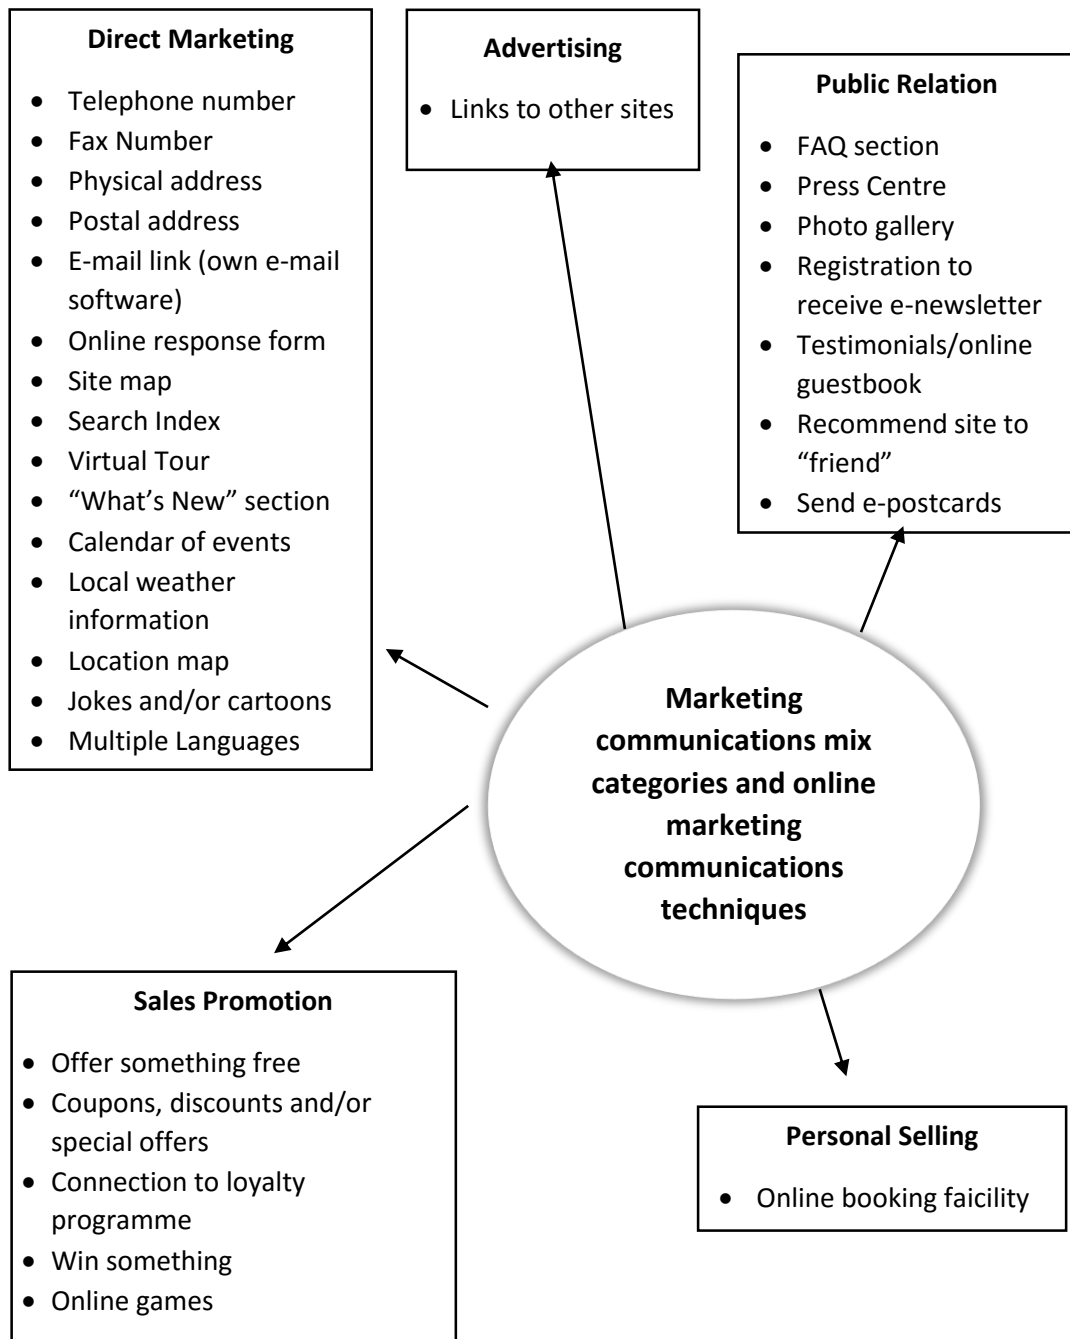 Direct Marketing
• Telephone number
• Fax Number
• Physical address
• Postal address
• E-mail link (own e-mail
software)
• Online response form
• Site map
• Search Index
• Virtual Tour
• “What’s New” section
• Calendar of events
• Local weather
information
• Location map
• Jokes and/or cartoons
• Multiple Languages
Advertising
• Links to other sites
Public Relation
• FAQ section
• Press Centre
• Photo gallery
• Registration to
receive e-newsletter
• Testimonials/online
guestbook
• Recommend site to
“friend”
• Send e-postcards
Marketing
communications mix
categories and online
marketing
communications
techniques
Sales Promotion
• Offer something free
• Coupons, discounts and/or
special offers
• Connection to loyalty
programme
• Win something
• Online games
Personal Selling
• Online booking faicility